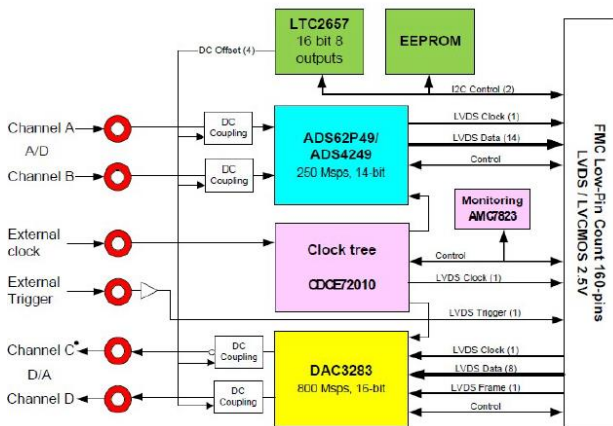 LTC2657
16 bit 8
outputs
EEPROM
DC Offset (4)
I2C Control (2)
Channel A
A/D
Channel B
DC
Coupling
DC
Coupling
ADS62P49/
ADS4249
250 Msps, 14-bit
LVDS Clock (1)
LVDS Data (14)
Control
Monitoring
AMC7823
External
clock
Clock tree
CDCE72010
Control
LVDS Clock (1)
External
Trigger
LVDS Trigger (1)
Channel C*
D/A
Channel D
DC
Coupling
DC
Coupling
DAC3283
800 Msps, 16-bit
LVDS Clock (1)
LVDS Data (8)
LVDS Frame (1)
Control
FMC Low-Pin Count 160-pins
LVDS / LVCMOS 2.5V